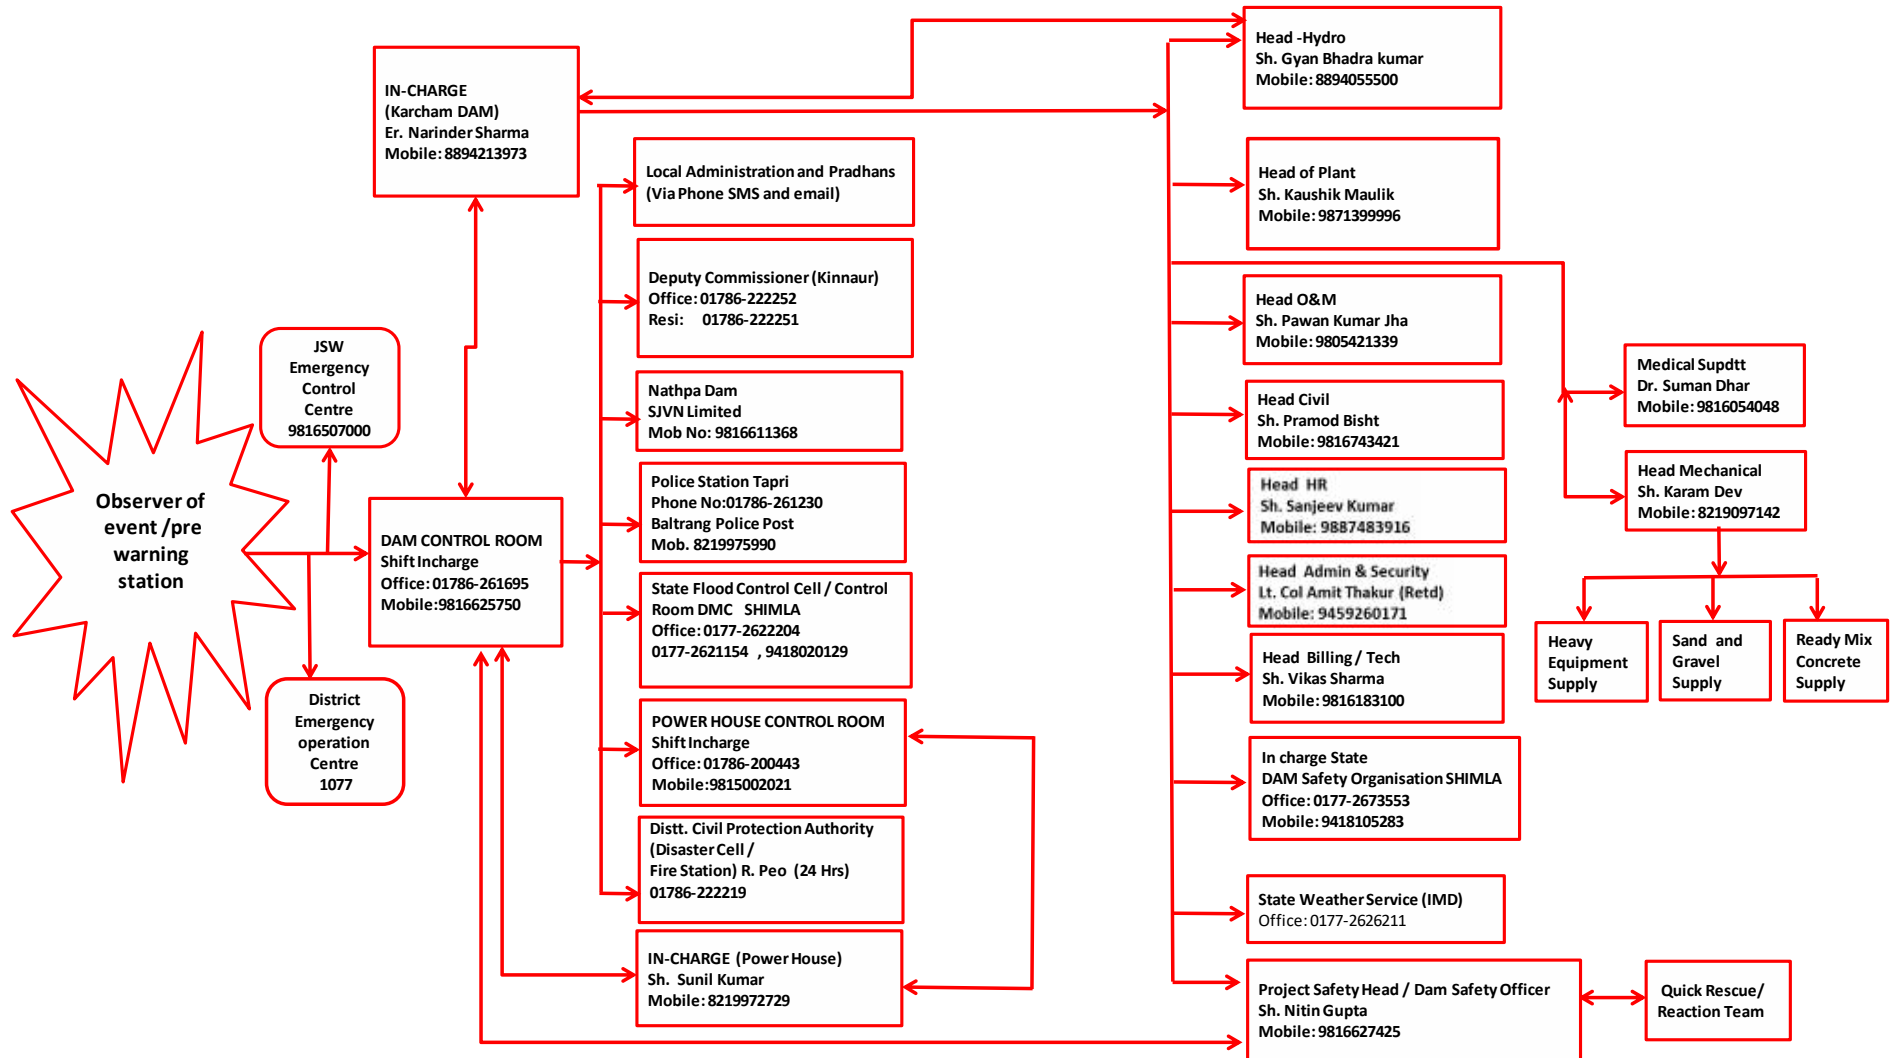 Observer of
event /pre
warning
station
JSW
Emergency
Control
Centre
9816507000
District
Emergency
operation
Centre
1077
IN-CHARGE
(Karcham DAM)
Er. Narinder Sharma
Mobile: 8894213973
DAM CONTROL ROOM
Shift Incharge
Office: 01786-261695
Mobile:9816625750
Local Administration and Pradhans
(Via Phone SMS and email)
Deputy Commissioner (Kinnaur)
Office: 01786-222252
Resi: 01786-222251
Nathpa Dam
SJVN Limited
Mob No: 9816611368
Police Station Tapri
Phone No:01786-261230
Baltrang Police Post
Mob. 8219975990
State Flood Control Cell / Control
Room DMC SHIMLA
Office: 0177-2622204
0177-2621154 , 9418020129
POWER HOUSE CONTROL ROOM
Shift Incharge
Office: 01786-200443
Mobile:9815002021
Distt. Civil Protection Authority
(Disaster Cell /
Fire Station) R. Peo (24 Hrs)
01786-222219
IN-CHARGE (Power House)
Sh. Sunil Kumar
Mobile: 8219972729
Head -Hydro
Sh. Gyan Bhadra kumar
Mobile: 8894055500
Head of Plant
Sh. Kaushik Maulik
Mobile: 9871399996
Head O&M
Sh. Pawan Kumar Jha
Mobile: 9805421339
Head Civil
Sh. Pramod Bisht
Mobile: 9816743421
Head HR
Sh. Sanjeev Kumar
Mobile: 9887483916
Head Admin & Security
Lt. Col Amit Thakur (Retd)
Mobile: 9459260171
Head Billing / Tech
Sh. Vikas Sharma
Mobile: 9816183100
In charge State
DAM Safety Organisation SHIMLA
Office: 0177-2673553
Mobile: 9418105283
State Weather Service (IMD)
Office: 0177-2626211
Project Safety Head / Dam Safety Officer
Sh. Nitin Gupta
Mobile: 9816627425
Medical Supdtt
Dr. Suman Dhar
Mobile: 9816054048
Head Mechanical
Sh. Karam Dev
Mobile: 8219097142
Heavy
Equipment
Supply
Sand and
Gravel
Supply
Ready Mix
Concrete
Supply
Quick Rescue/
Reaction Team